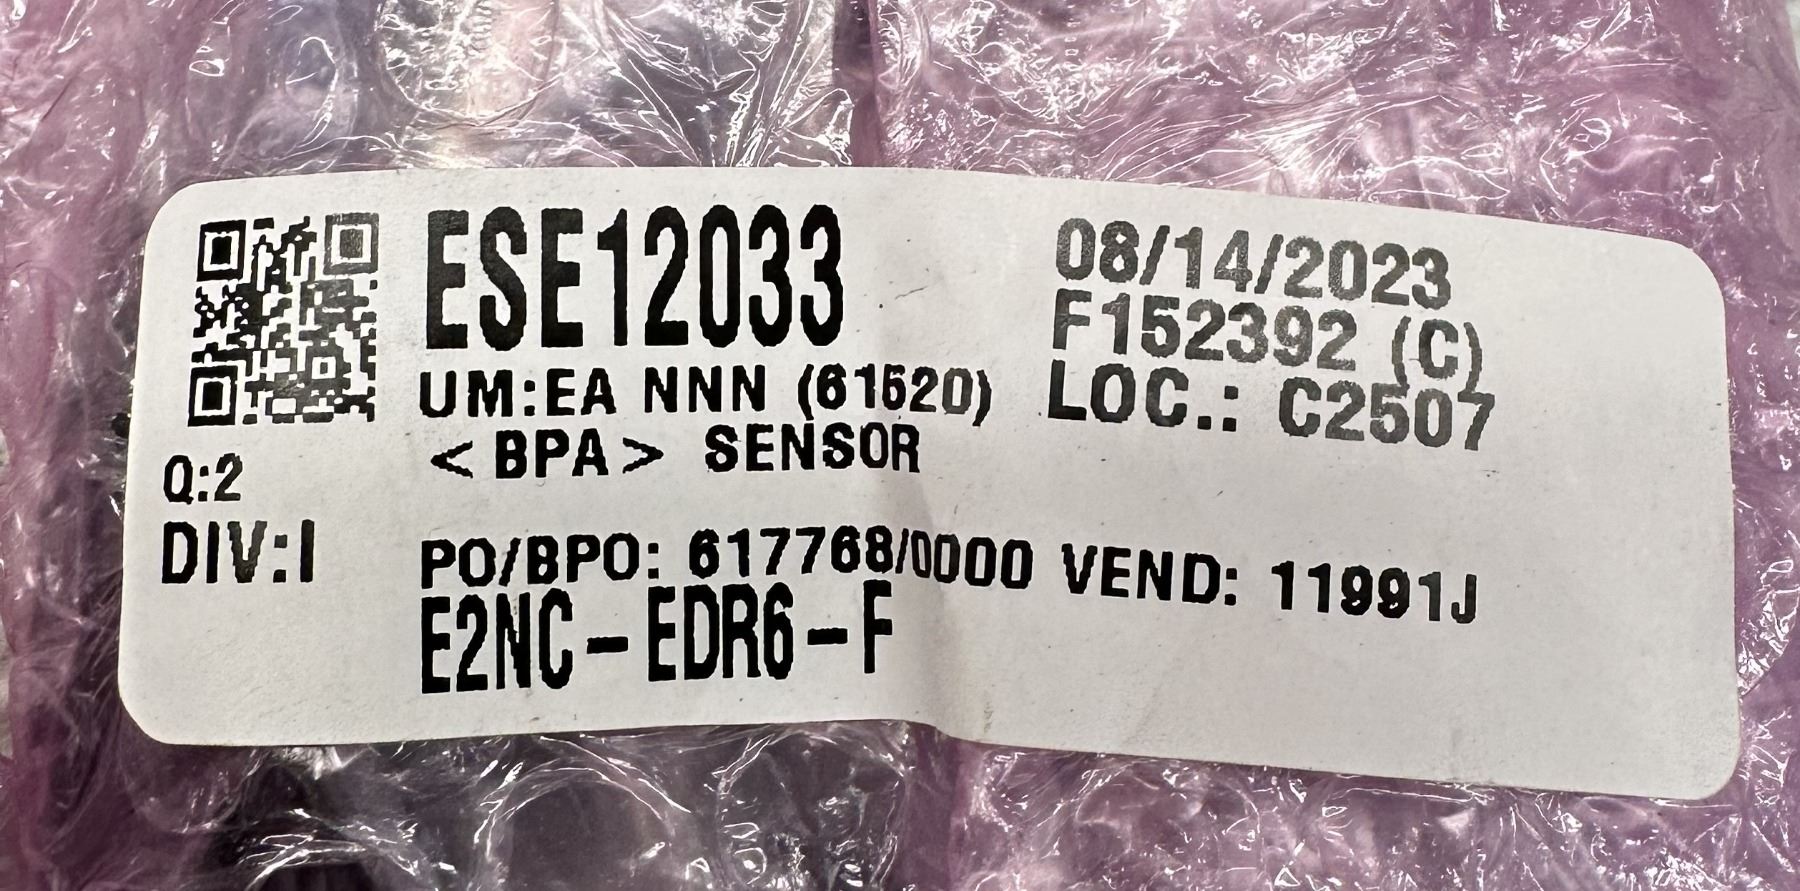 ESE12033
08/14/2023
F152392 (C)
UM:EA NNN (61520)
LOC.: C2507
<BPA> SENSOR
Q:2
DIV:I
PO/BPO: 617768/0000 VEND: 11991J
E2NC-EDR6-F